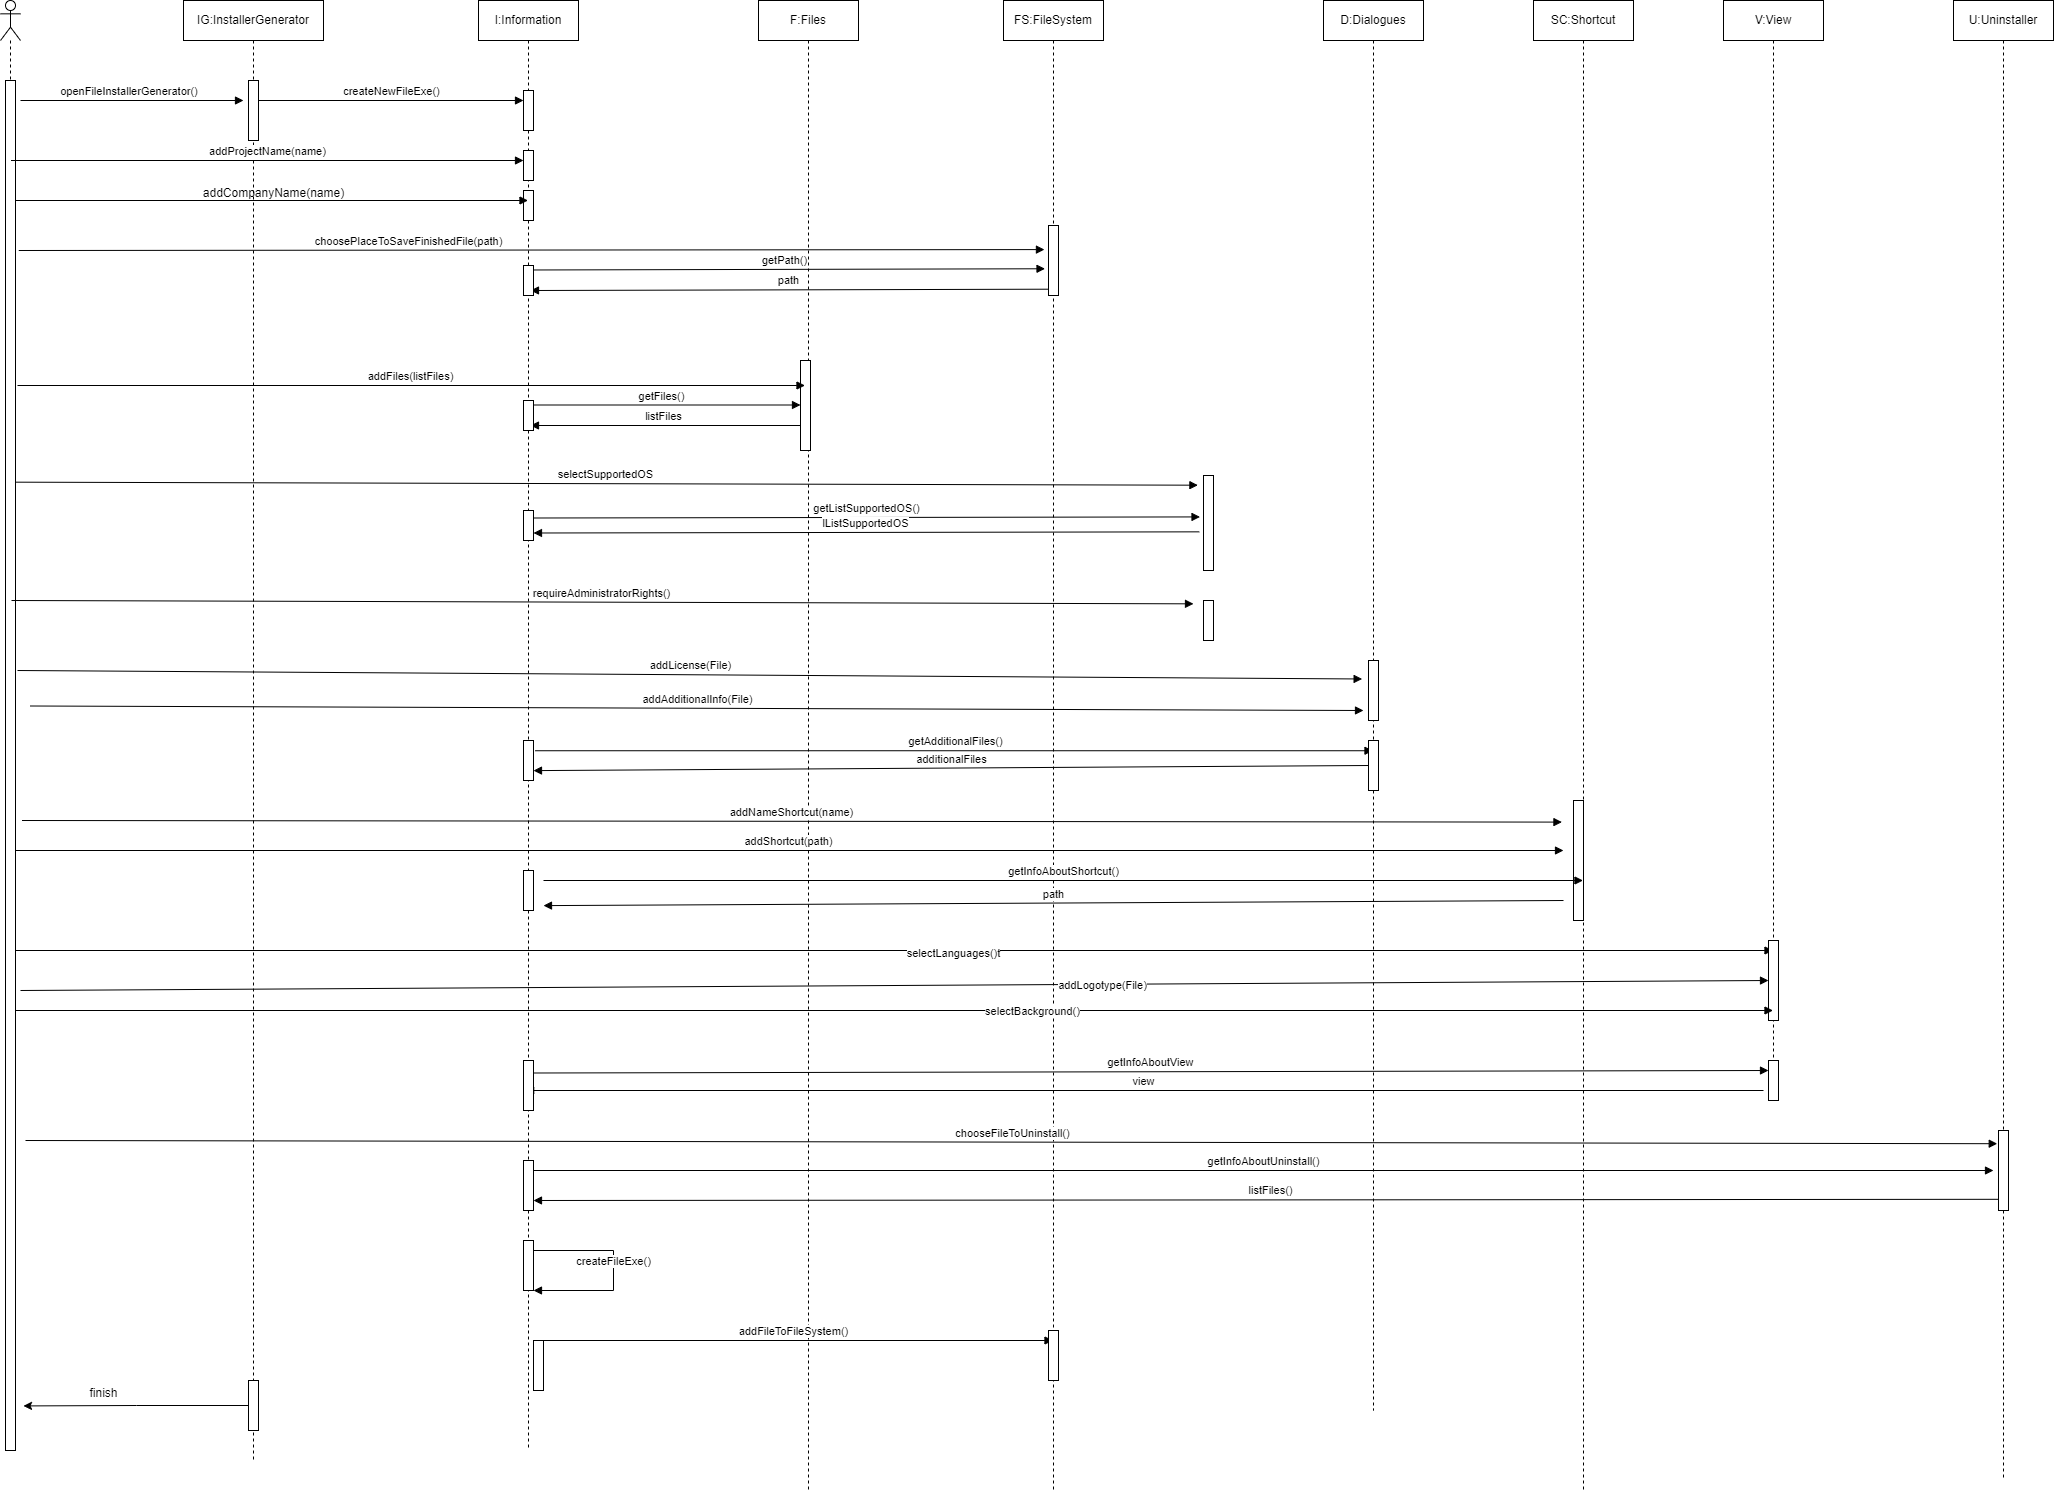 IG:InstallerGenerator
I:Information
F:Files
FS:FileSystem
D:Dialogues
SC:Shortcut
V:View
U:Uninstaller
openFileInstallerGenerator()
createNewFileExe()
addProjectName(name)
addCompanyName(name)
choosePlaceToSaveFinishedFile(path)
getPath()
path
addFiles(listFiles)
getFiles()
listFiles
selectSupportedOS
getListSupportedOS()
lListSupportedOS
requireAdministratorRights()
addLicense(File)
addAdditionalInfo(File)
getAdditionalFiles()
additionalFiles
addNameShortcut(name)
addShortcut(path)
getInfoAboutShortcut()
path
selectLanguages()t
addLogotype(File)
selectBackground()
getInfoAboutView
view
chooseFileToUninstall()
getInfoAboutUninstall()
listFiles()
createFileExe()
addFileToFileSystem()
finish